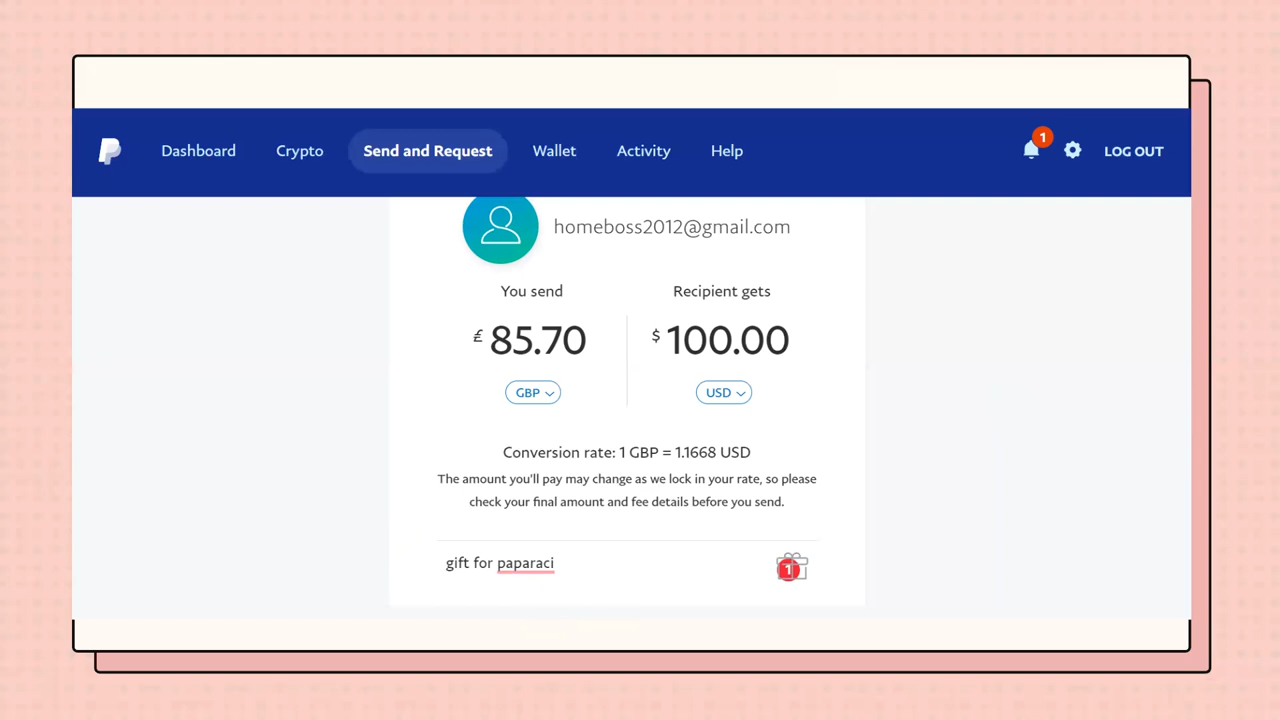 Dashboard Crypto Send and Request Wallet Activity Help 1 LOG OUT
homeboss2012@gmail.com
You send Recipient gets
£ 85.70 $ 100.00
GBP USD
Conversion rate: 1 GBP = 1.1668 USD
The amount you'll pay may change as we lock in your rate, so please
check your final amount and fee details before you send.
gift for paparaci 1